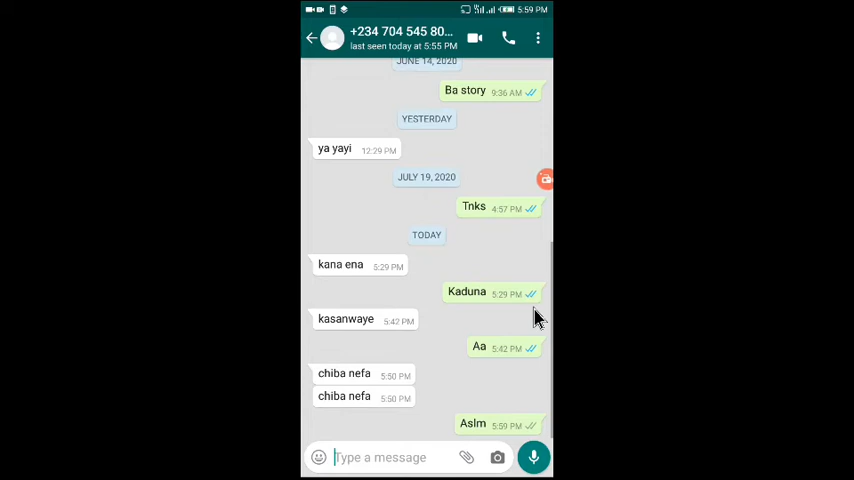 5:59 PM
+234 704 545 80...
last seen today at 5:55 PM
JUNE 14, 2020
Ba story 9:36 AM
YESTERDAY
ya yayi 12:29 PM
JULY 19, 2020
Tnks 4:57 PM
TODAY
kana ena 5:29 PM
Kaduna 5:29 PM
kasanwaye 5:42 PM
Aa 5:42 PM
chiba nefa 5:50 PM
chiba nefa 5:50 PM
Aslm 5:59 PM
Type a message